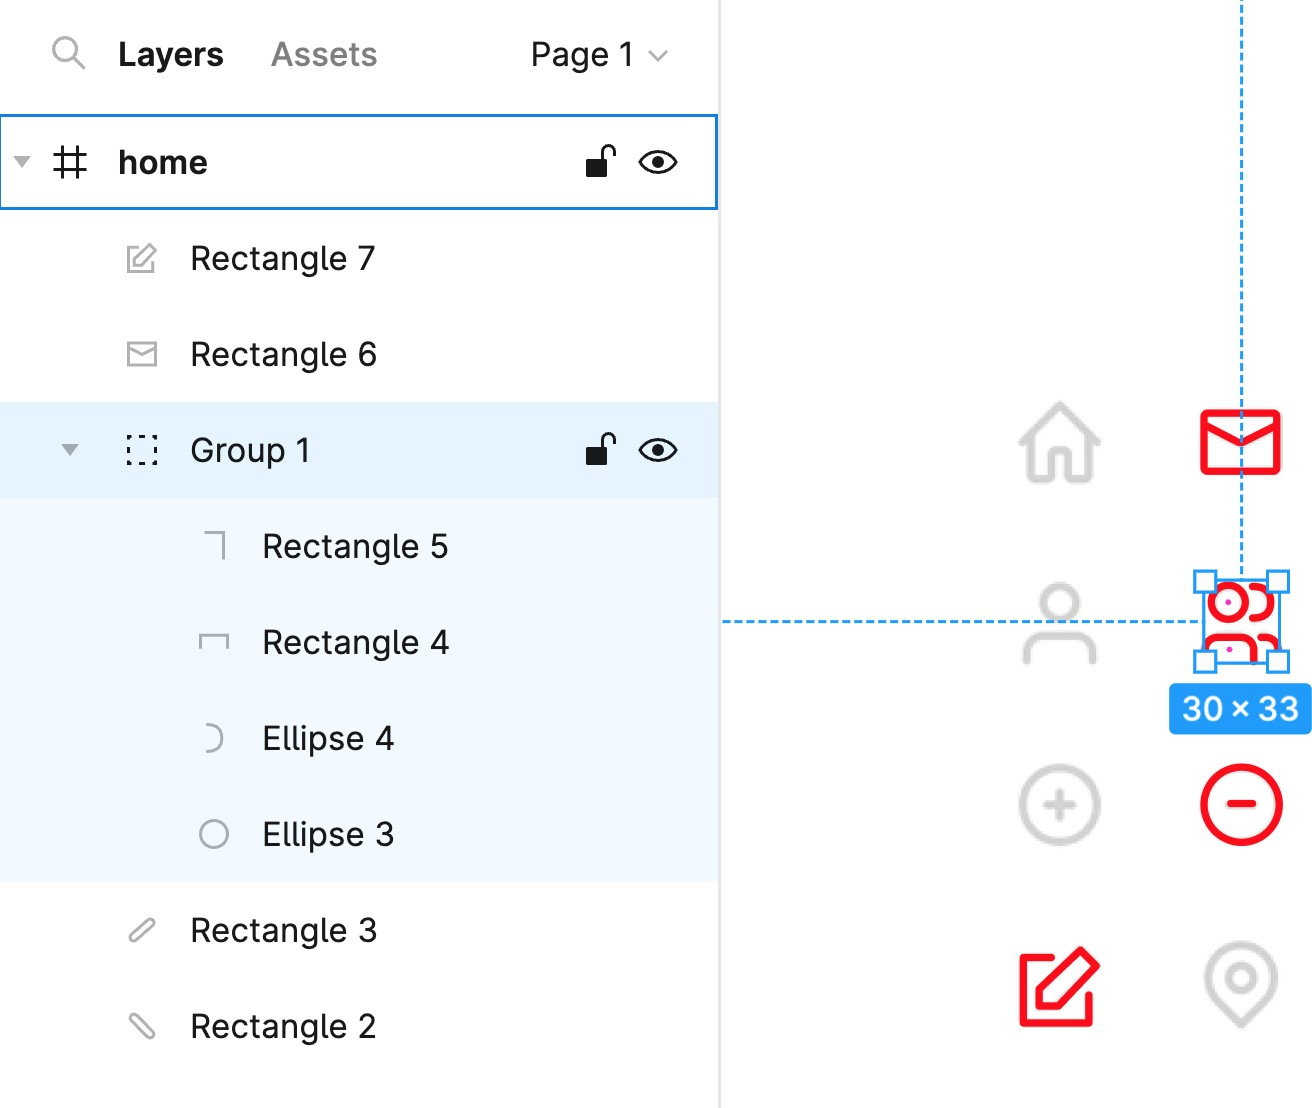 Layers Assets Page 1
home
Rectangle 7
Rectangle 6
Group 1
Rectangle 5
Rectangle 4
Ellipse 4
Ellipse 3
Rectangle 3
Rectangle 2
30 × 33